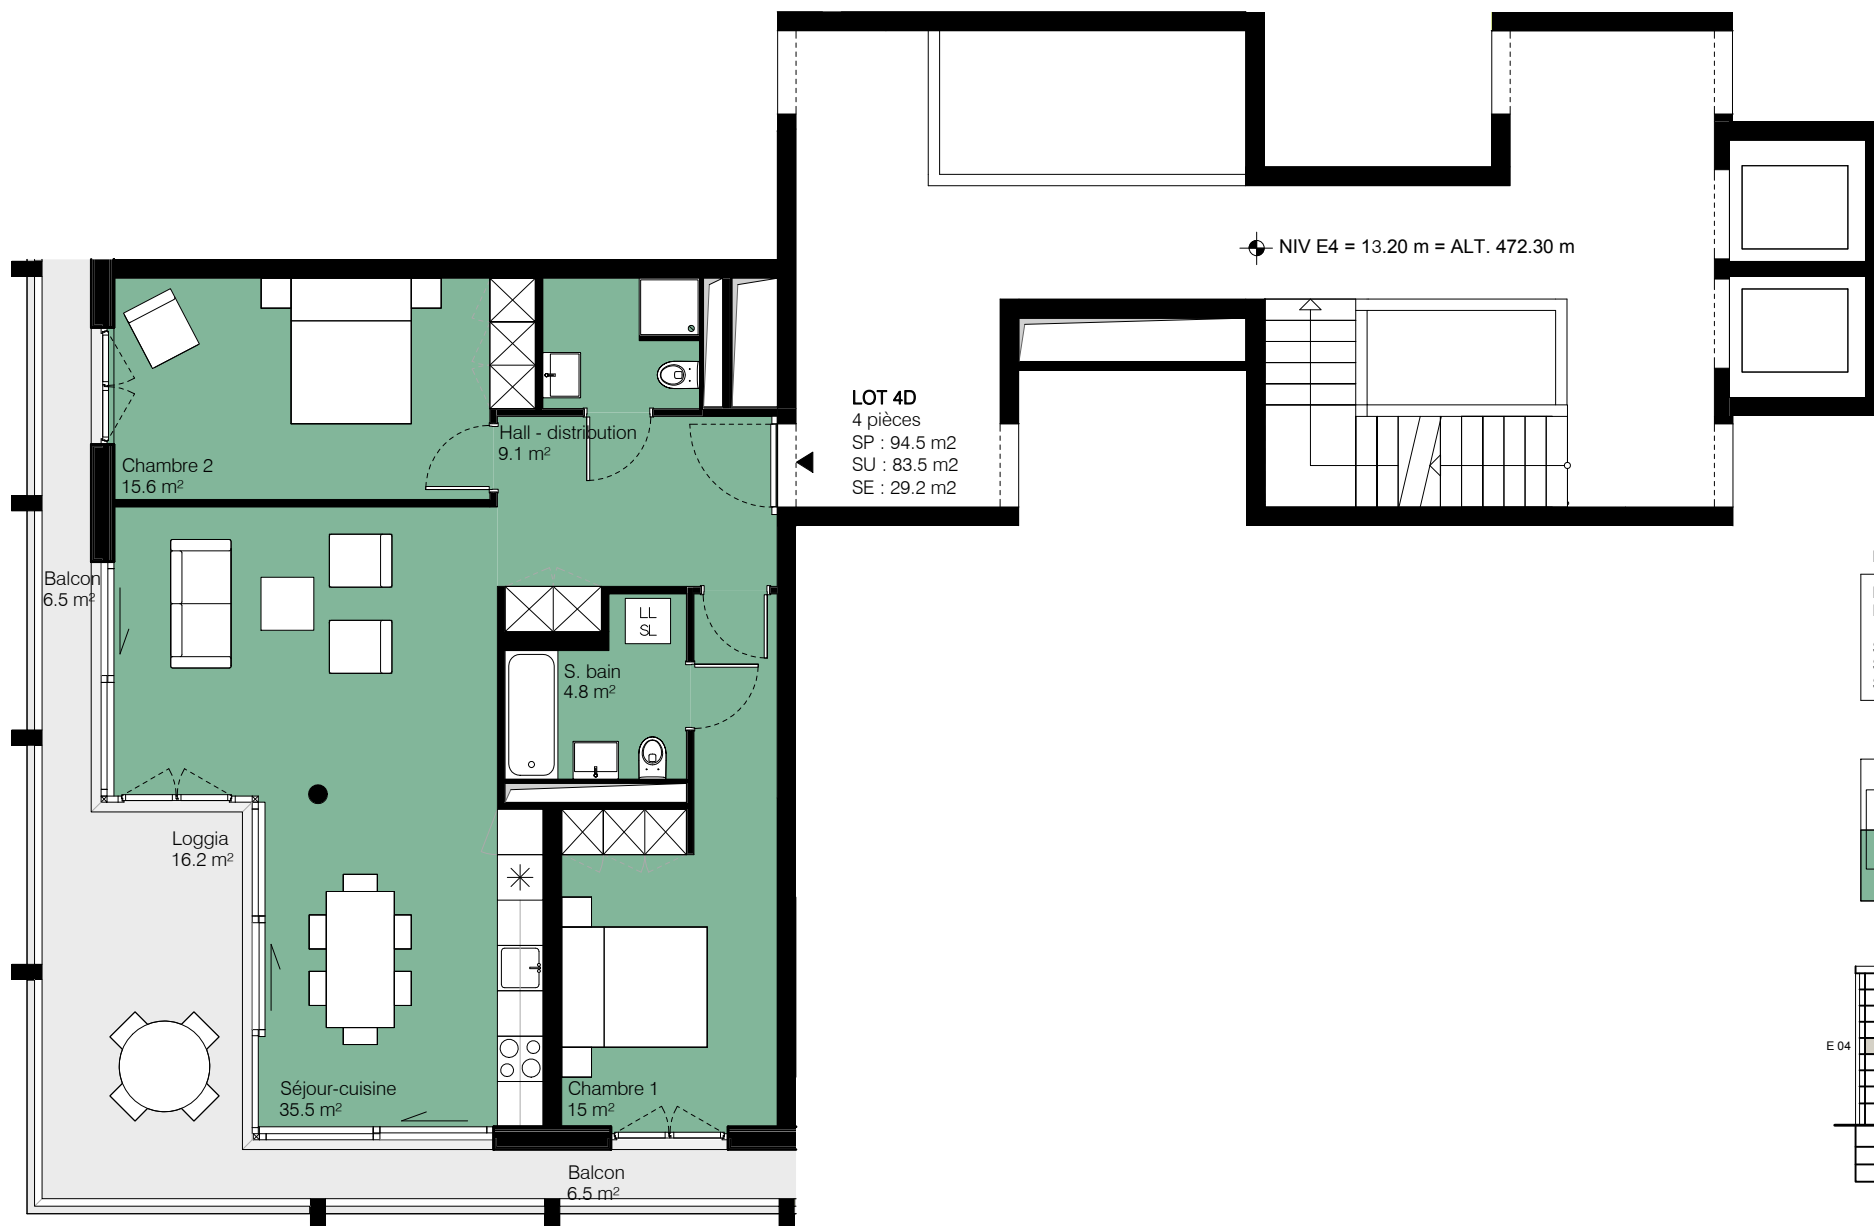 NIV E4 = 13.20 m = ALT. 472.30 m
LOT 4D
4 pièces
SP : 94.5 m2
SU : 83.5 m2
SE : 29.2 m2
Hall - distribution
9.1 m²
Chambre 2
15.6 m²
Balcon
6.5 m²
LL
SL
S. bain
4.8 m²
Loggia
16.2 m²
Séjour-cuisine
35.5 m²
Chambre 1
15 m²
Balcon
6.5 m²
E 04